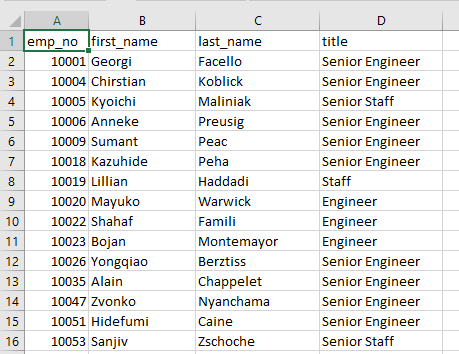 A B C D
1 emp_no first_name last_name title
2 10001 Georgi Facello Senior Engineer
3 10004 Chirstian Koblick Senior Engineer
4 10005 Kyoichi Maliniak Senior Staff
5 10006 Anneke Preusig Senior Engineer
6 10009 Sumant Peac Senior Engineer
7 10018 Kazuhide Peha Senior Engineer
8 10019 Lillian Haddadi Staff
9 10020 Mayuko Warwick Engineer
10 10022 Shahaf Famili Engineer
11 10023 Bojan Montemayor Engineer
12 10026 Yongqiao Berztiss Senior Engineer
13 10035 Alain Chappelet Senior Engineer
14 10047 Zvonko Nyanchama Senior Engineer
15 10051 Hidefumi Caine Senior Engineer
16 10053 Sanjiv Zschoche Senior Staff